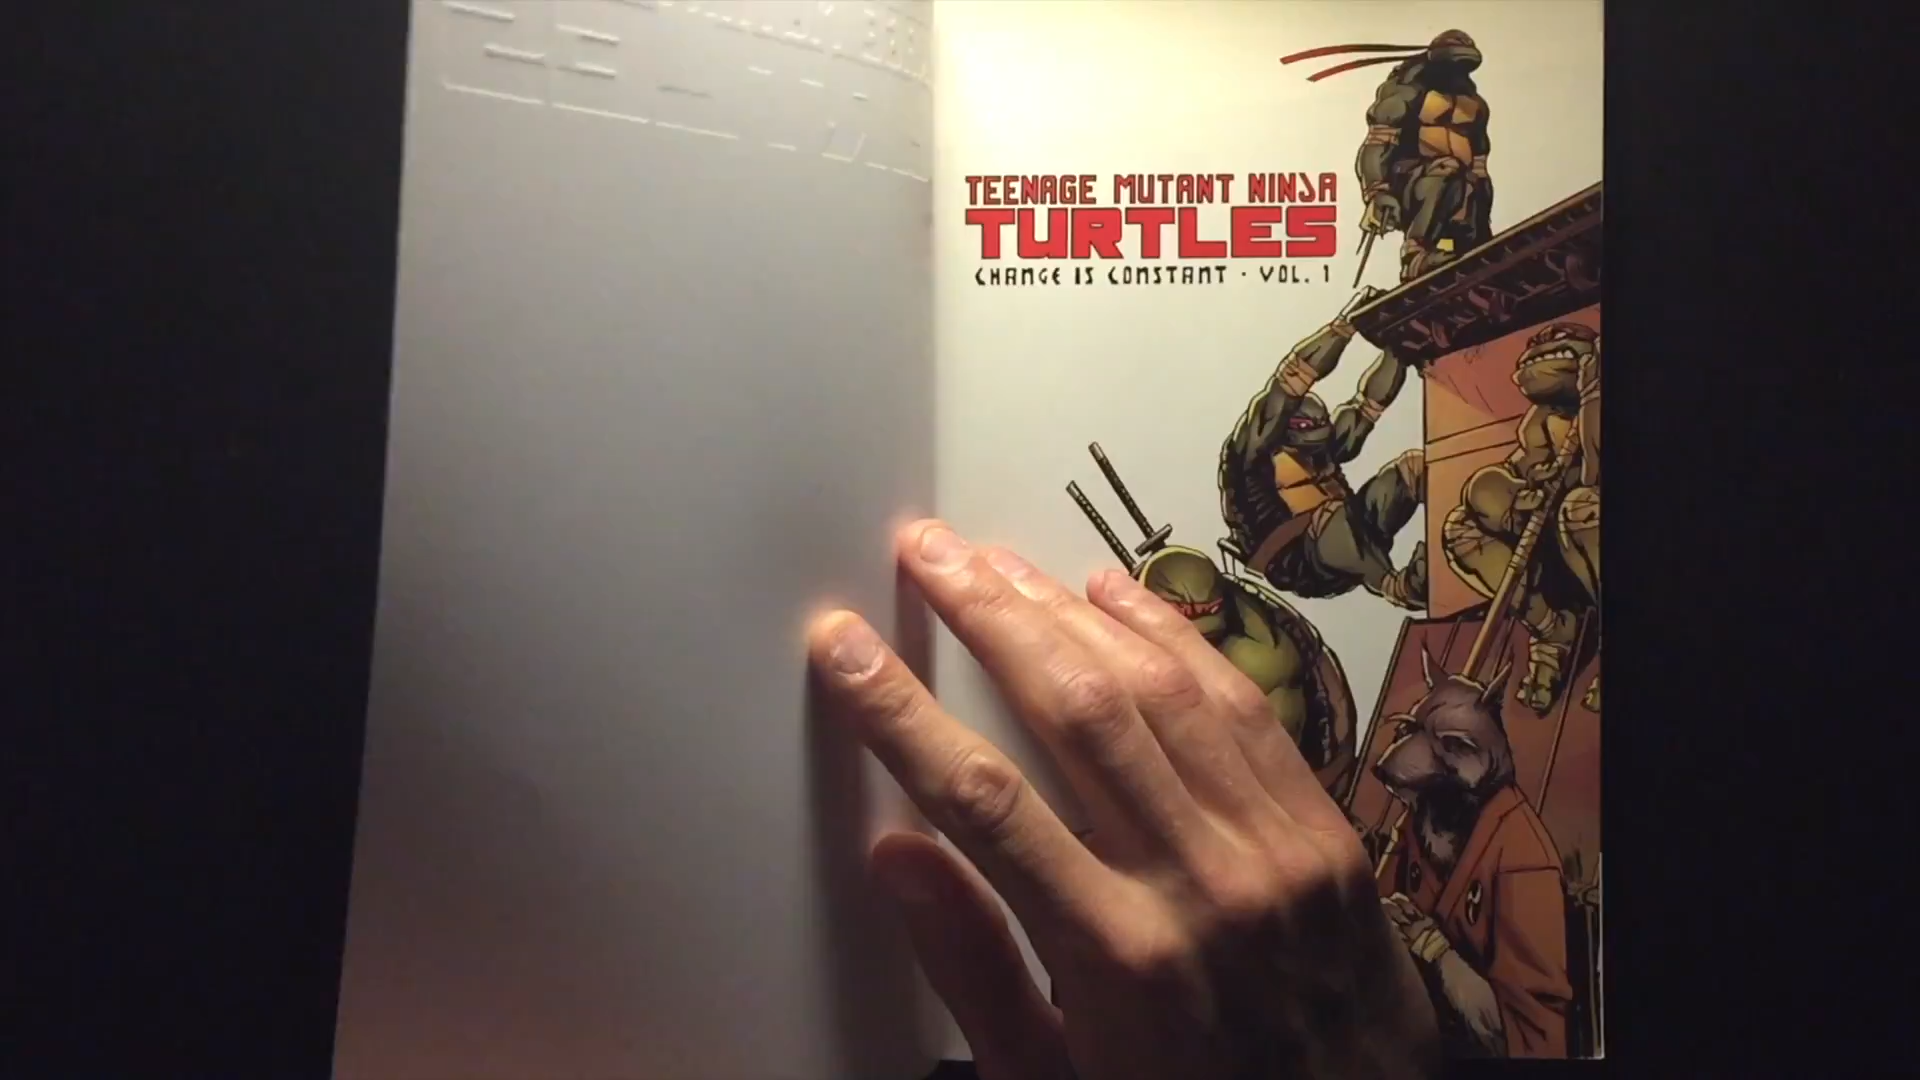 TEENAGE MUTANT NINJA
TURTLES
CHANGE IS CONSTANT · VOL. 1